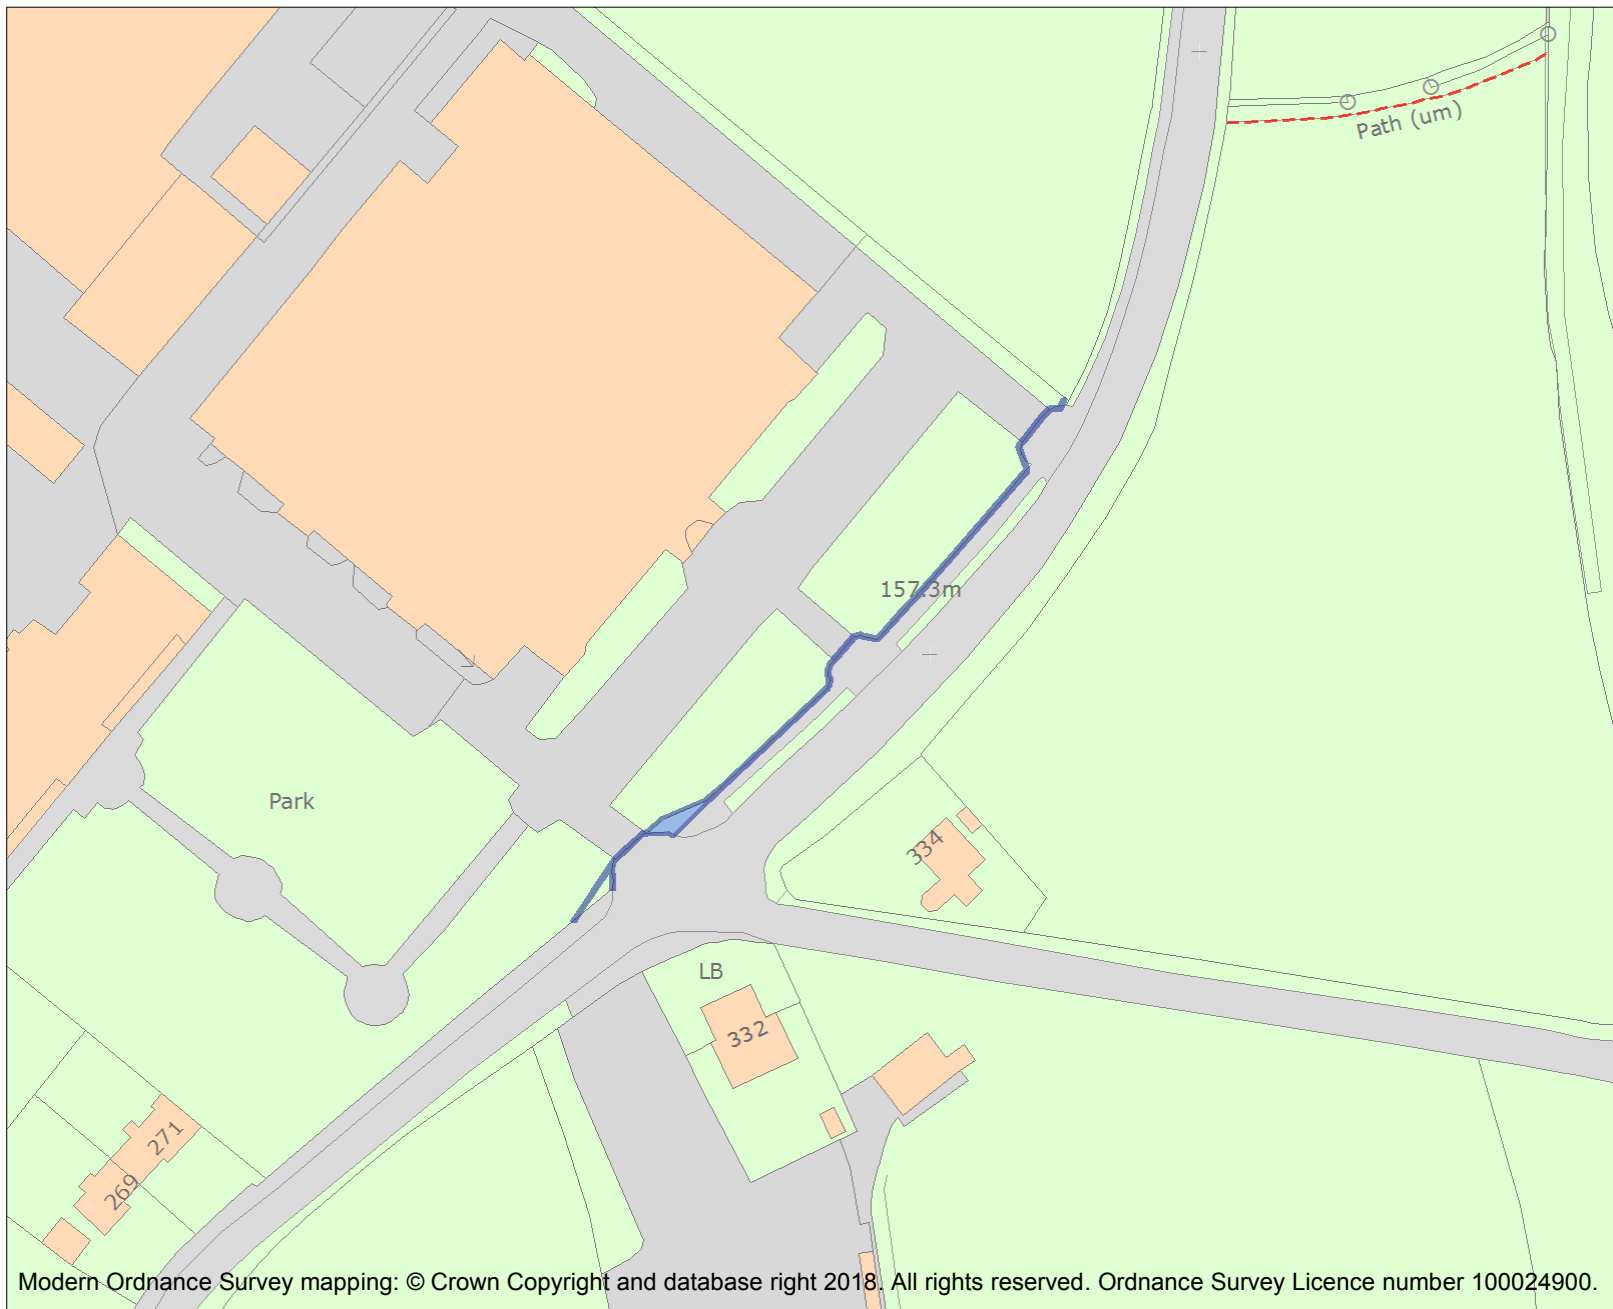 Path (um)
157.3m
Park
334
LB
332
271
269
Modern Ordnance Survey mapping: © Crown Copyright and database right 2018. All rights reserved. Ordnance Survey Licence number 100024900.